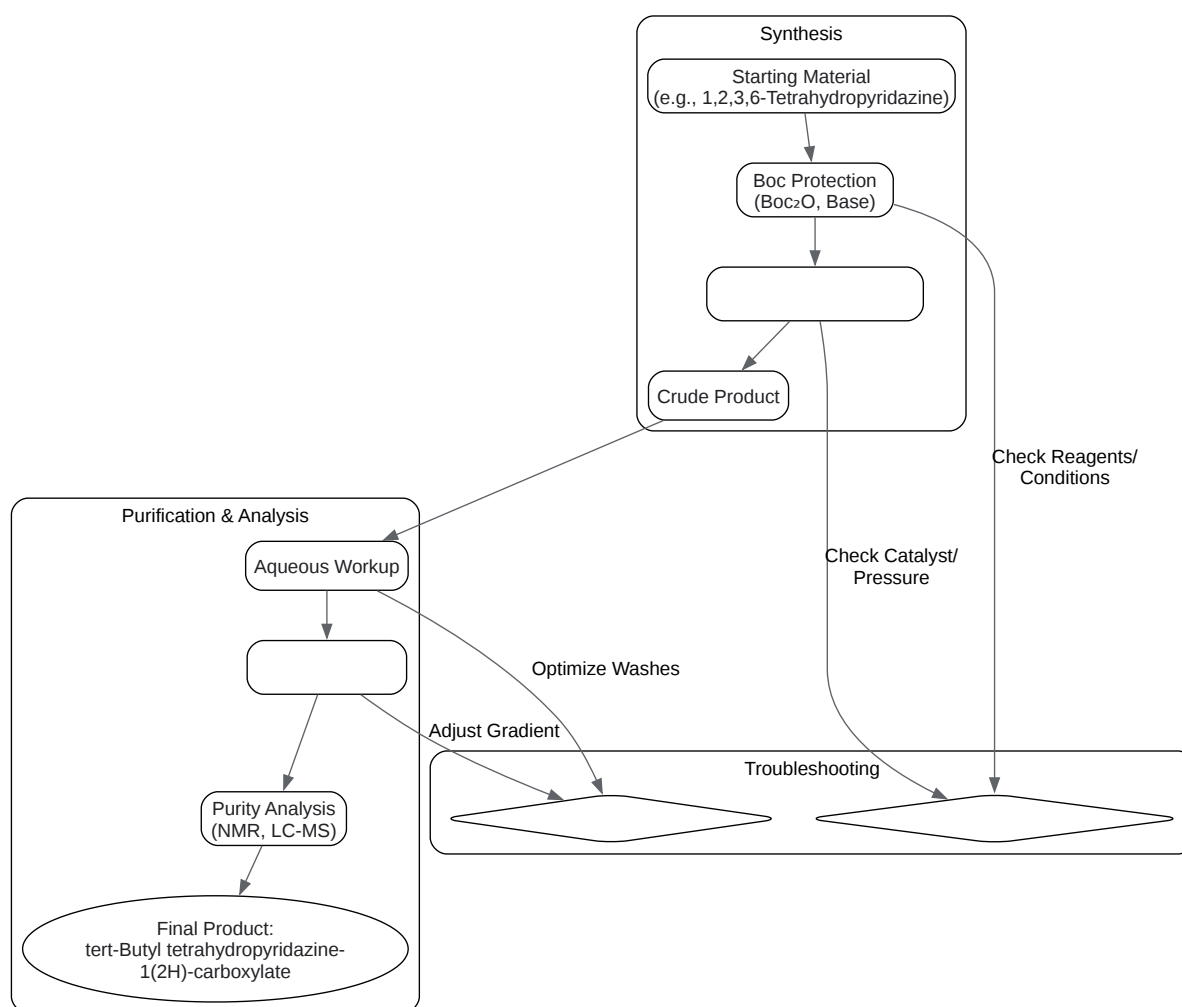 Synthesis
Starting Material
(e.g., 1,2,3,6-Tetrahydropyridazine)
Boc Protection
(Boc₂O, Base)
Crude Product
Check Reagents/
Conditions
Purification & Analysis
Aqueous Workup
Check Catalyst/
Pressure
Optimize Washes
Adjust Gradient
Troubleshooting
Purity Analysis
(NMR, LC-MS)
Final Product:
tert-Butyl tetrahydropyridazine-
1(2H)-carboxylate